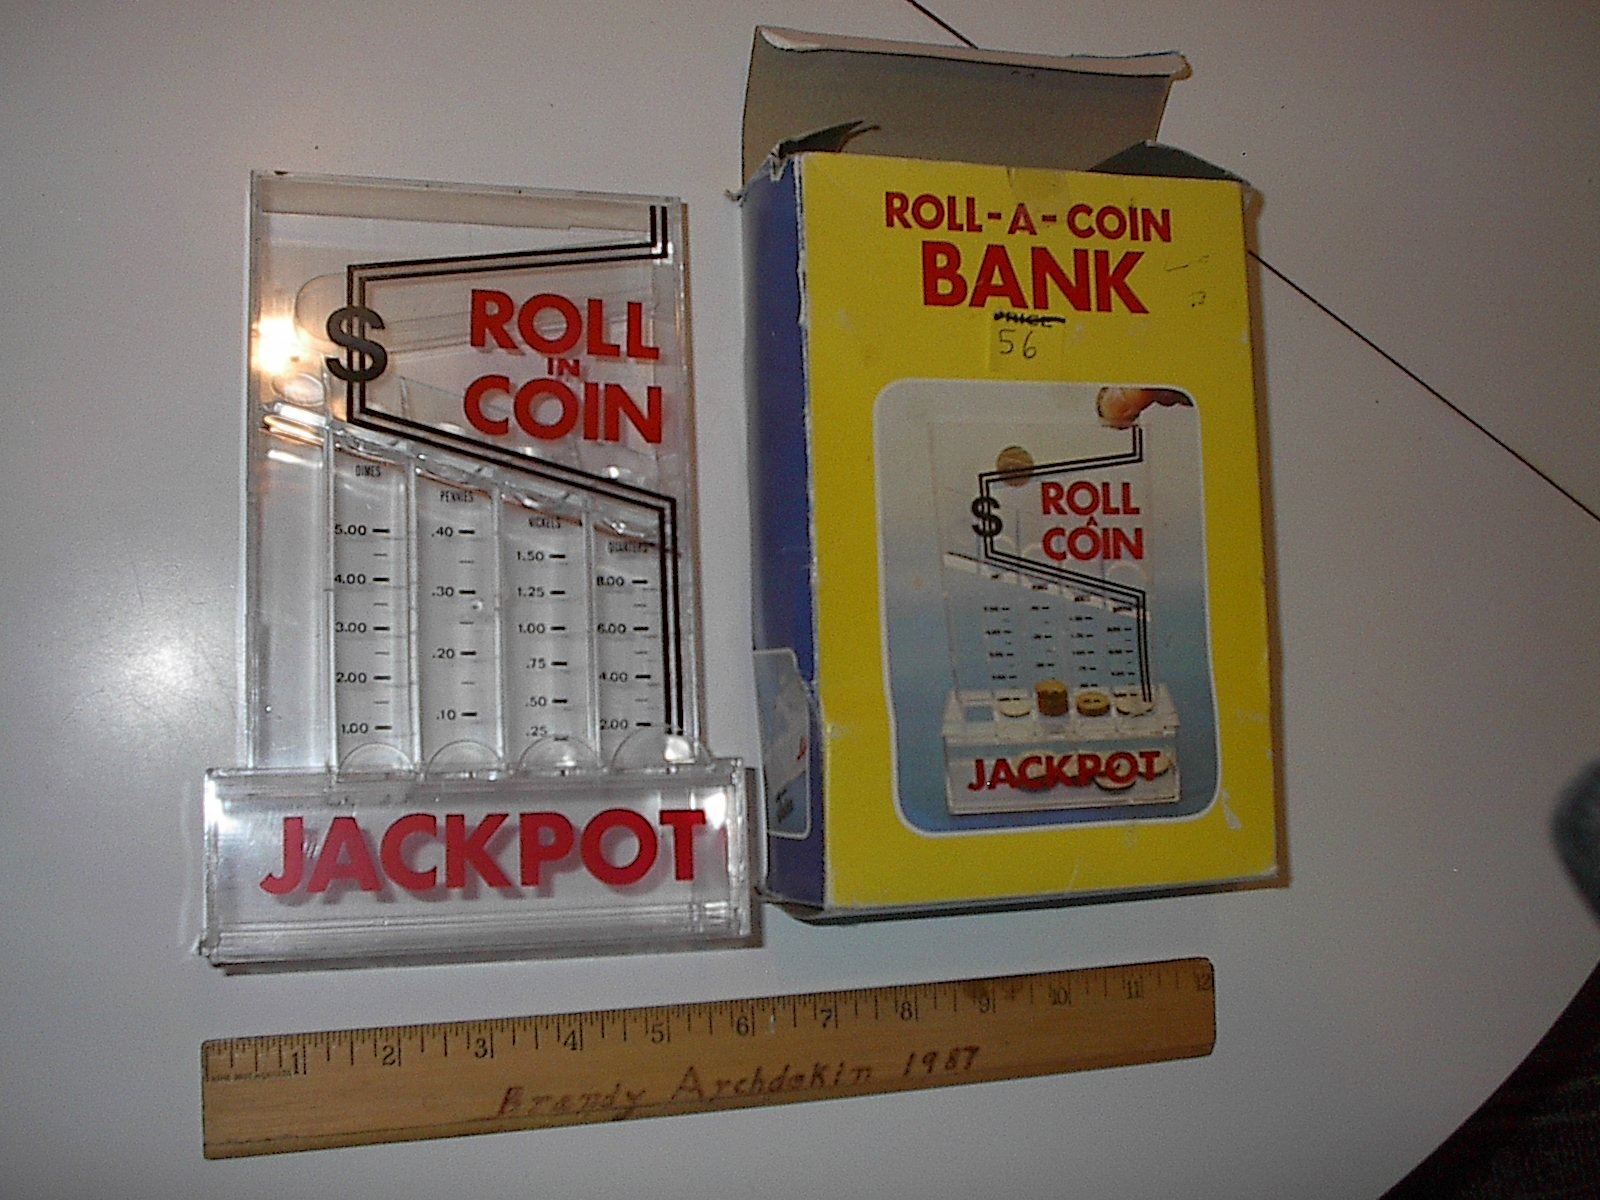 $
ROLL
IN
COIN
DIMES
5.00
4.00
3.00
2.00
1.00
PENNIES
.40
.30
.20
.10
NICKELS
1.50
1.25
1.00
.75
.50
.25
QUARTERS
8.00
6.00
4.00
2.00
JACKPOT
ROLL-A-COIN
BANK
PRICE
56
$
ROLL
A
COIN
JACKPOT
1 2 3 4 5 6 7 8 9 10 11 12
Brandy Archdakin 1987